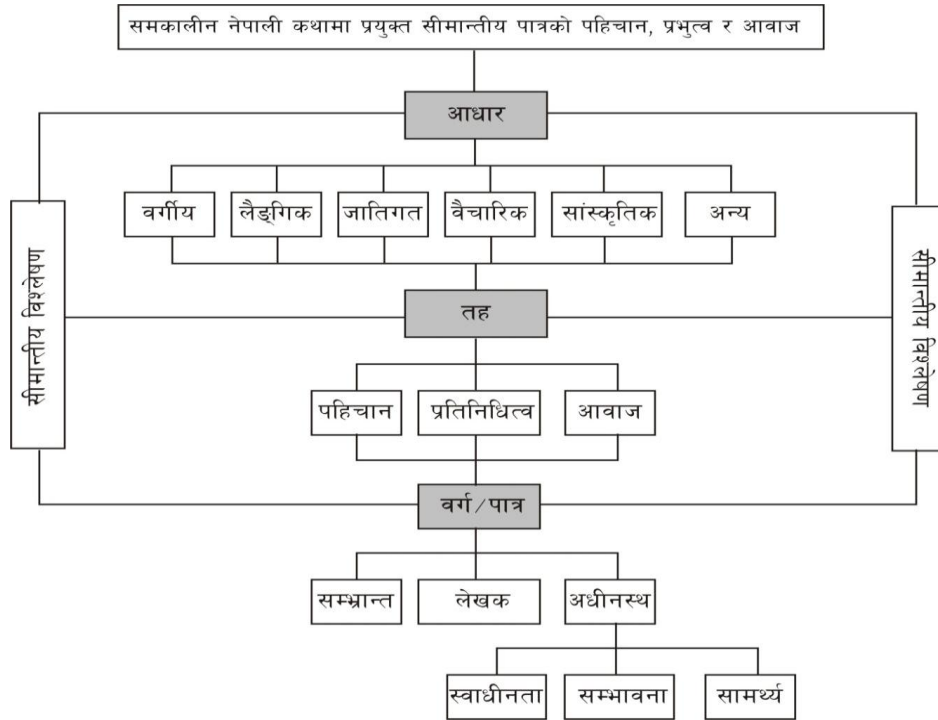 समकालीन नेपाली कथामा प्रयुक्त सीमान्तीय पात्रको पहिचान, प्रभुत्व र आवाज
आधार
वर्गीय
लैङ्गिक
जातिगत
वैचारिक
सांस्कृतिक
अन्य
सीमान्तीय विश्लेषण
सीमान्तीय विश्लेषण
तह
पहिचान
प्रतिनिधित्व
आवाज
वर्ग/पात्र
सम्भ्रान्त
लेखक
अधीनस्थ
स्वाधीनता
सम्भावना
सामर्थ्य